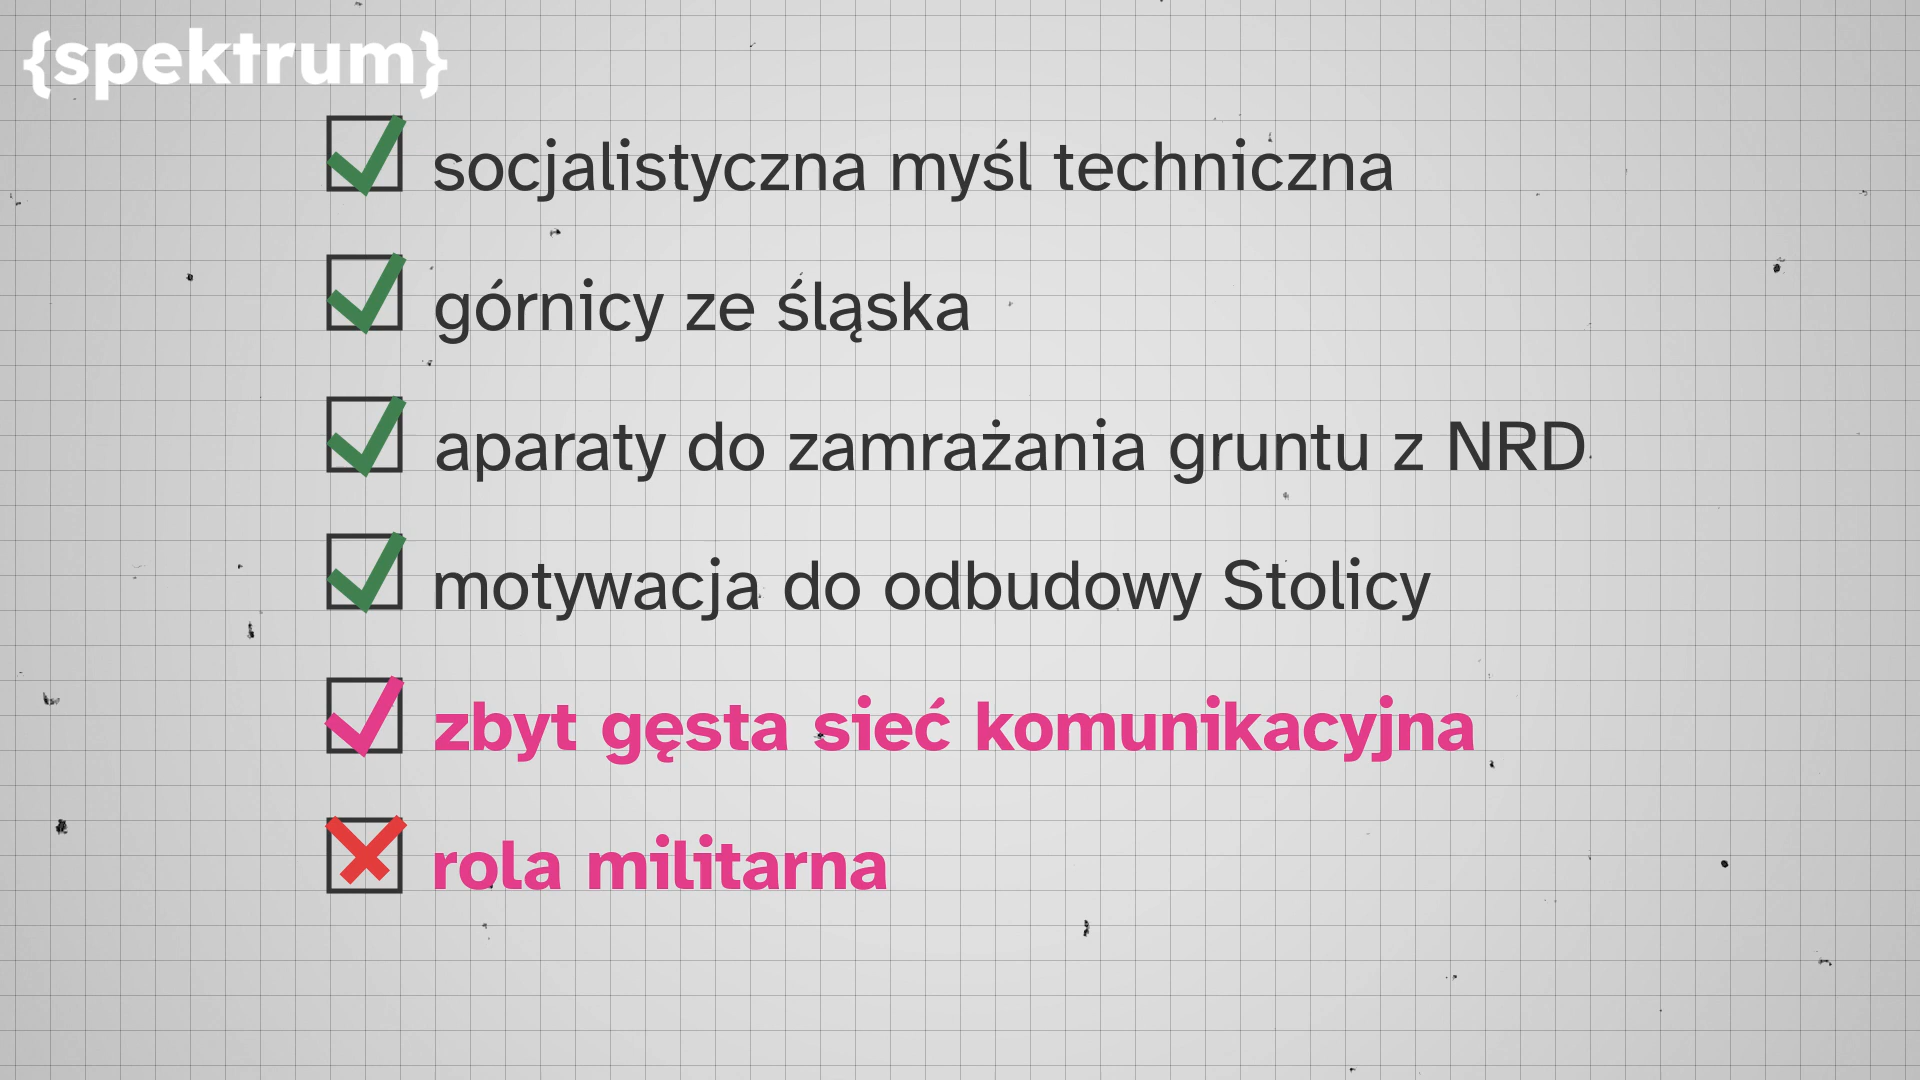 {spektrum}
socjalistyczna myśl techniczna
górnicy ze śląska
aparaty do zamrażania gruntu z NRD
motywacja do odbudowy Stolicy
zbyt gęsta sieć komunikacyjna
rola militarna